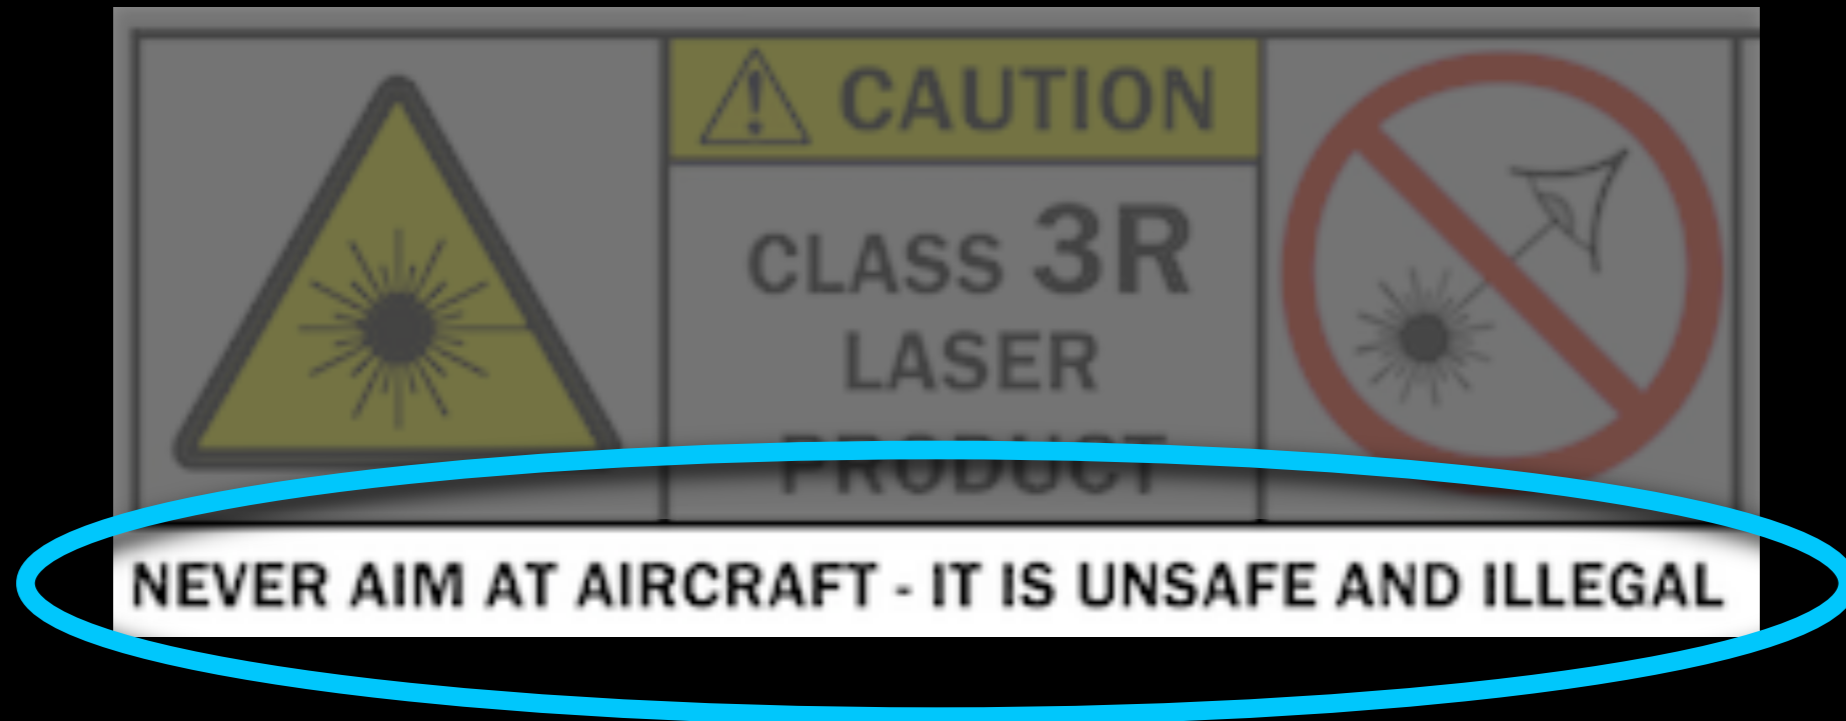 CAUTION
CLASS 3R
LASER
PRODUCT
NEVER AIM AT AIRCRAFT - IT IS UNSAFE AND ILLEGAL